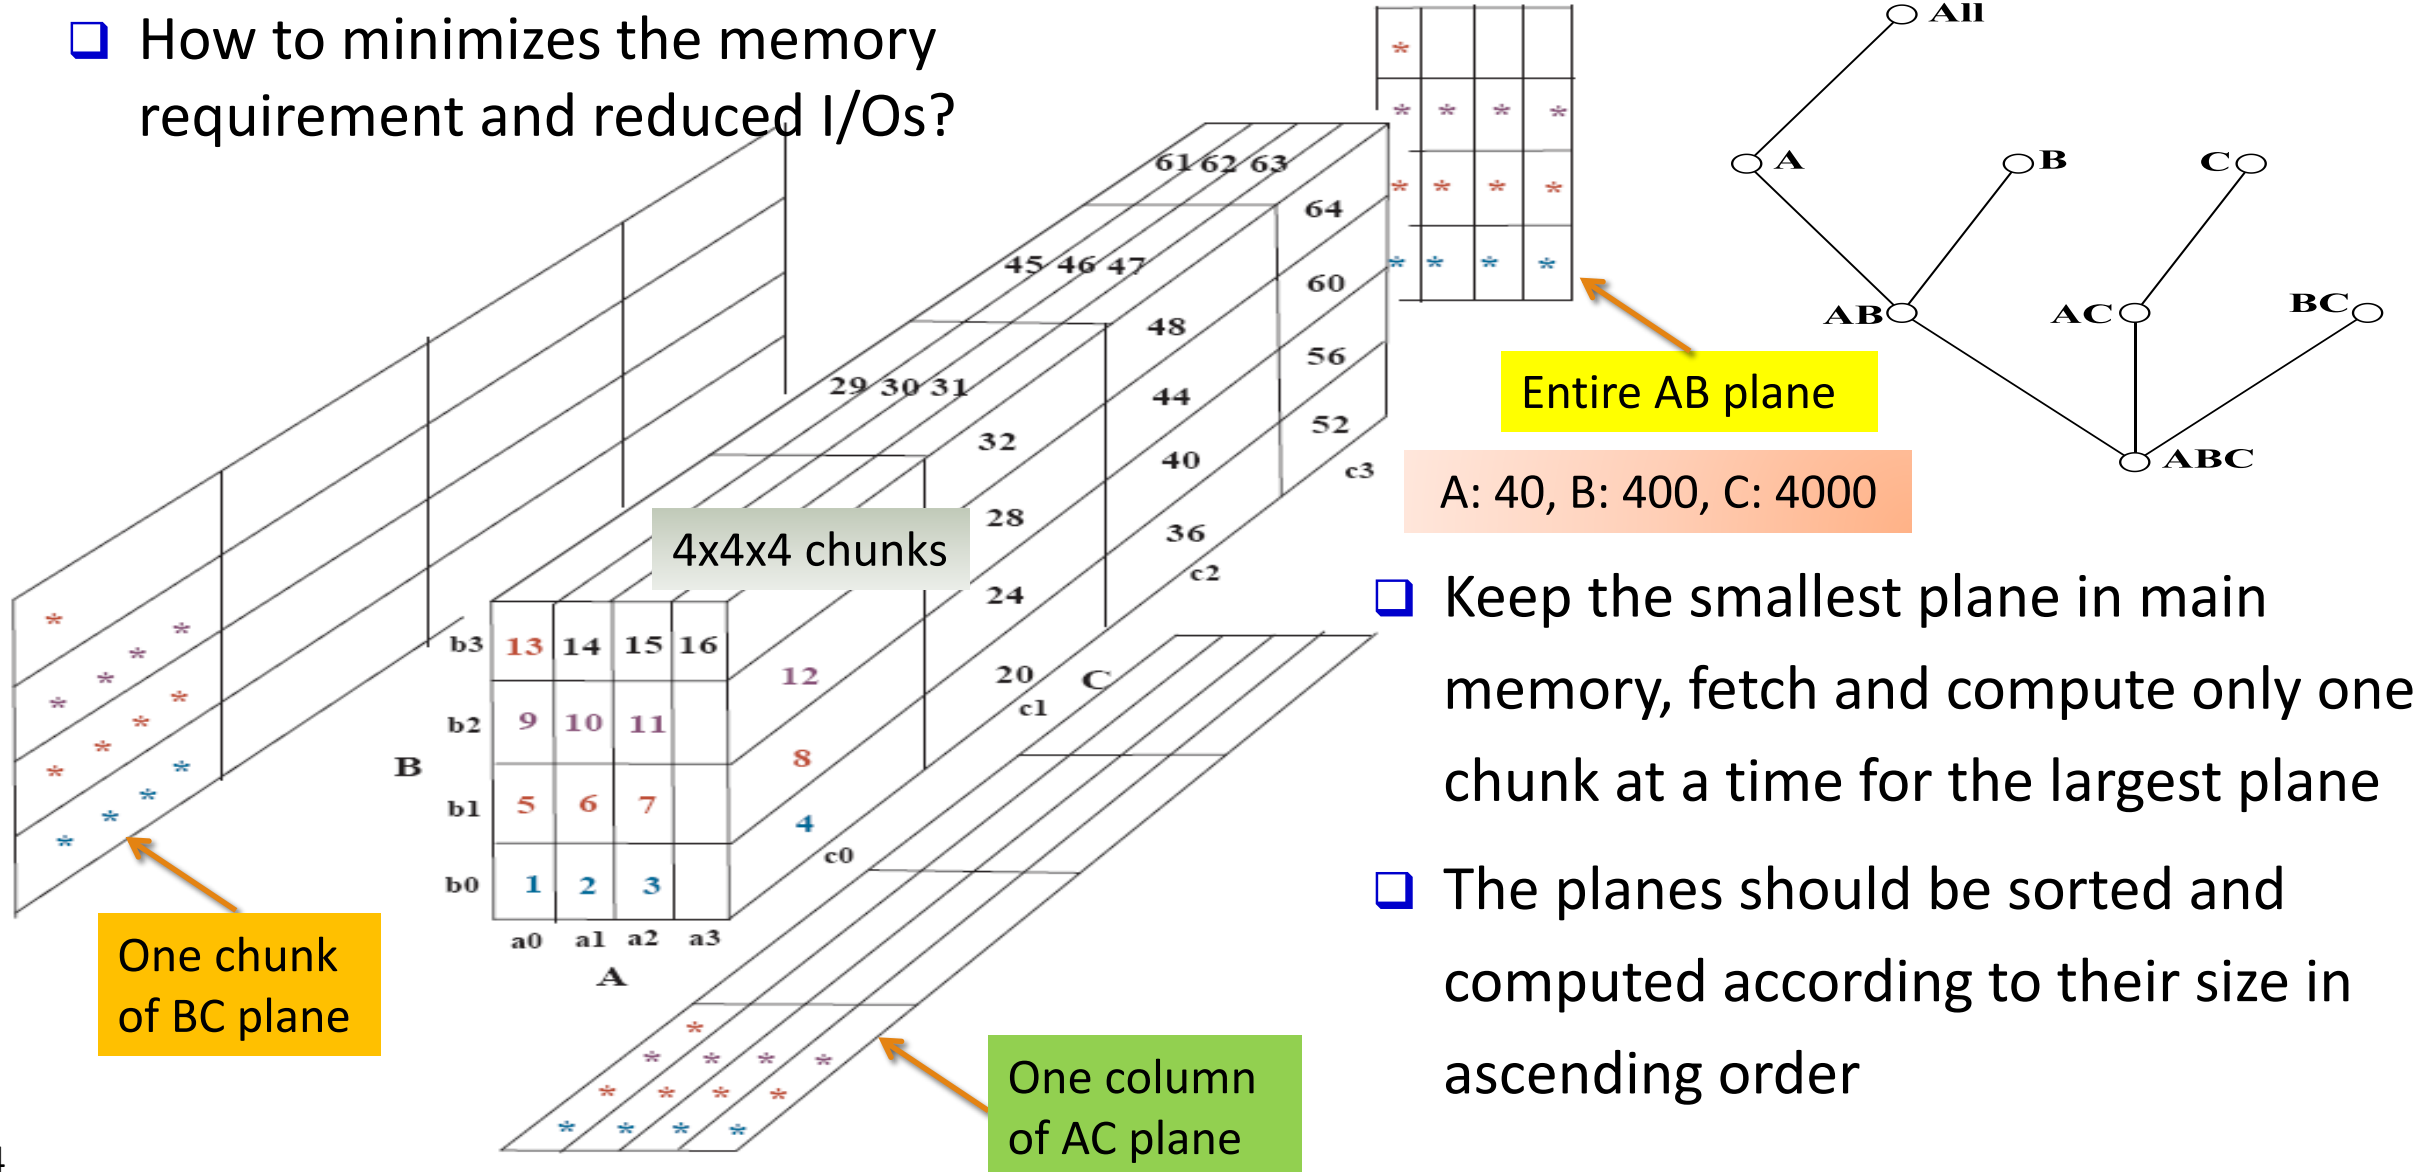 How to minimizes the memory
requirement and reduced I/Os?
All
A
B
C
AB
AC
BC
ABC
61 62 63
64
45 46 47
60
48
56
29 30 31
44
52
32
40
c3
28
36
c2
24
4x4x4 chunks
Entire AB plane
A: 40, B: 400, C: 4000
b3 13 14 15 16
12
20
C
c1
b2 9 10 11
8
B
b1 5 6 7
4
c0
b0 1 2 3
a0 a1 a2 a3
A
One chunk
of BC plane
One column
of AC plane
Keep the smallest plane in main
memory, fetch and compute only one
chunk at a time for the largest plane
The planes should be sorted and
computed according to their size in
ascending order